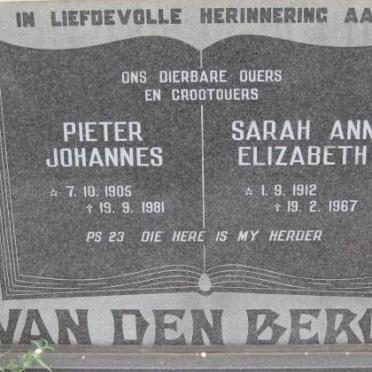 IN LIEFDEVOLLE HERINNERING AA
ONS DIERBARE OUERS
EN GROOTOUERS
PIETER
JOHANNES
☆ 7. 10. 1905
✝ 19. 9. 1981
SARAH ANN
ELIZABETH
☆ 1. 9. 1912
✝ 19. 2. 1967
PS 23 DIE HERE IS MY HERDER
VAN DEN BERG